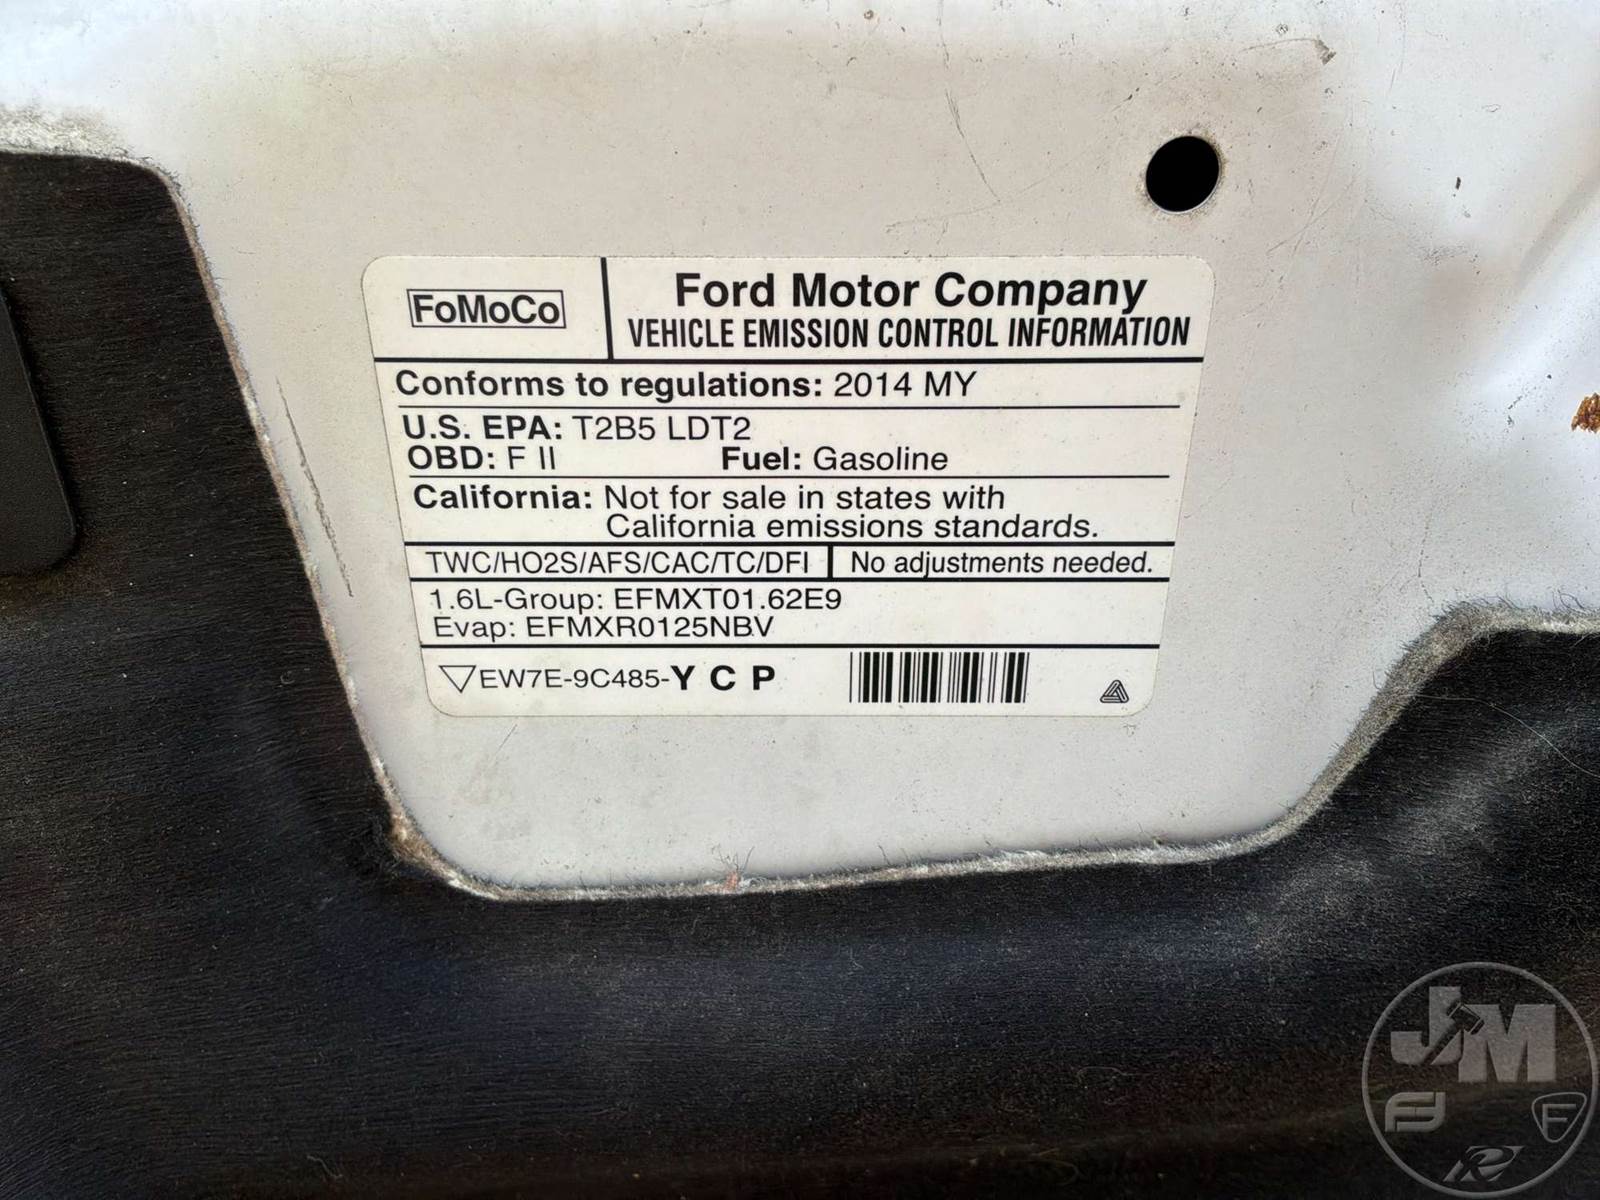 FoMoCo
Ford Motor Company
VEHICLE EMISSION CONTROL INFORMATION
Conforms to regulations: 2014 MY
U.S. EPA: T2B5 LDT2
OBD: F II Fuel: Gasoline
California: Not for sale in states with
California emissions standards.
TWC/HO2S/AFS/CAC/TC/DFI No adjustments needed.
1.6L-Group: EFMXT01.62E9
Evap: EFMXR0125NBV
EW7E-9C485-Y C P
JM
FJ
F
R